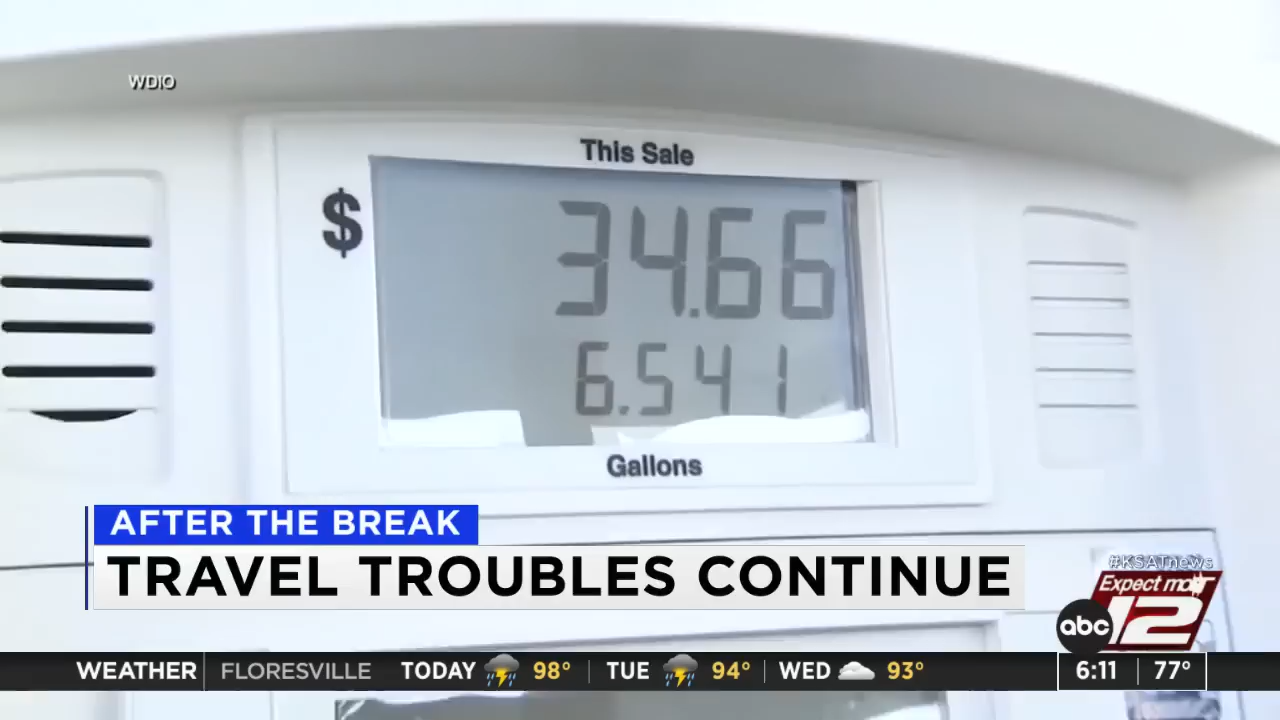 WDIO
This Sale
$ 34.66
6.541
Gallons
AFTER THE BREAK
TRAVEL TROUBLES CONTINUE
#KSATnews
Expect
abc 12
WEATHER FLORESVILLE TODAY 98° TUE 94° WED 93° 6:11 77°